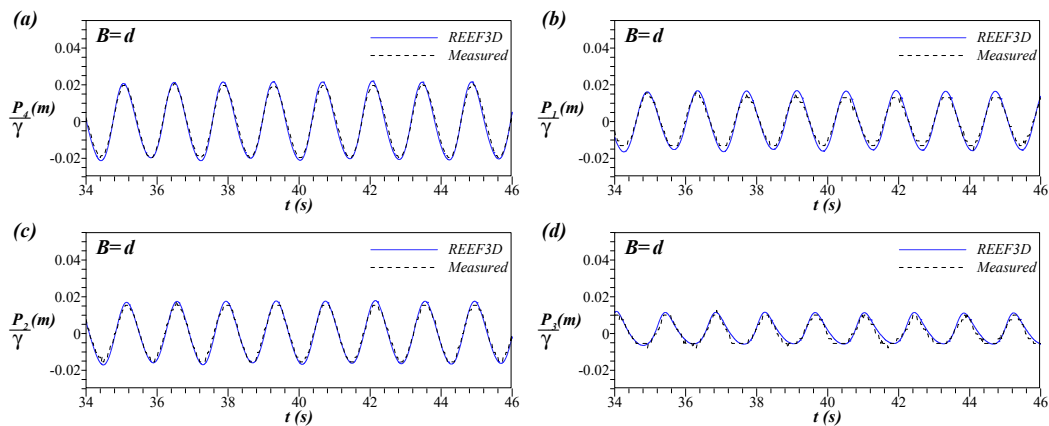 (a)
B=d
REEF3D
Measured
0.04
0.02
0
-0.02
P4(m)
γ
34 36 38 40 42 44 46
t (s)
(b)
B=d
REEF3D
Measured
0.04
0.02
0
-0.02
P1(m)
γ
34 36 38 40 42 44 46
t (s)
(c)
B=d
REEF3D
Measured
0.04
0.02
0
-0.02
P2(m)
γ
34 36 38 40 42 44 46
t (s)
(d)
B=d
REEF3D
Measured
0.04
0.02
0
-0.02
P3(m)
γ
34 36 38 40 42 44 46
t (s)